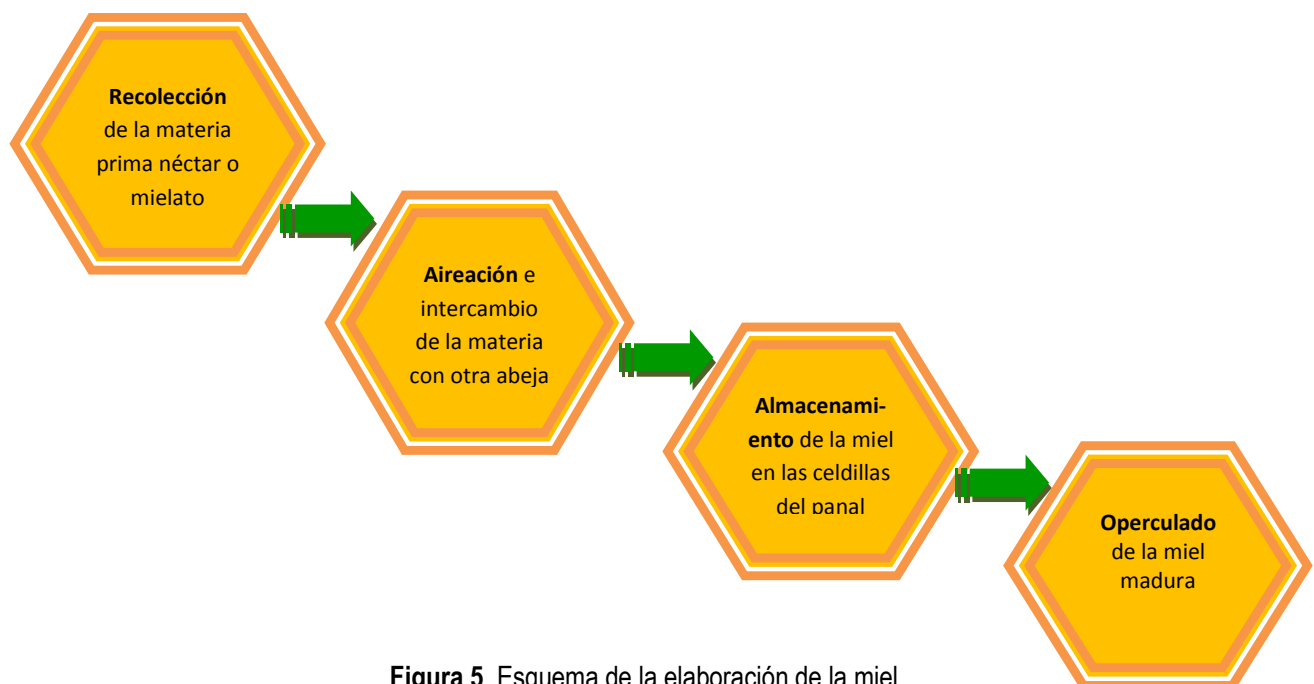 Recolección
de la materia
prima néctar o
mielato
Aireación e
intercambio
de la materia
con otra abeja
Almacenami-
ento de la miel
en las celdillas
del panal
Operculado
de la miel
madura
Figura 5. Esquema de la elaboración de la miel